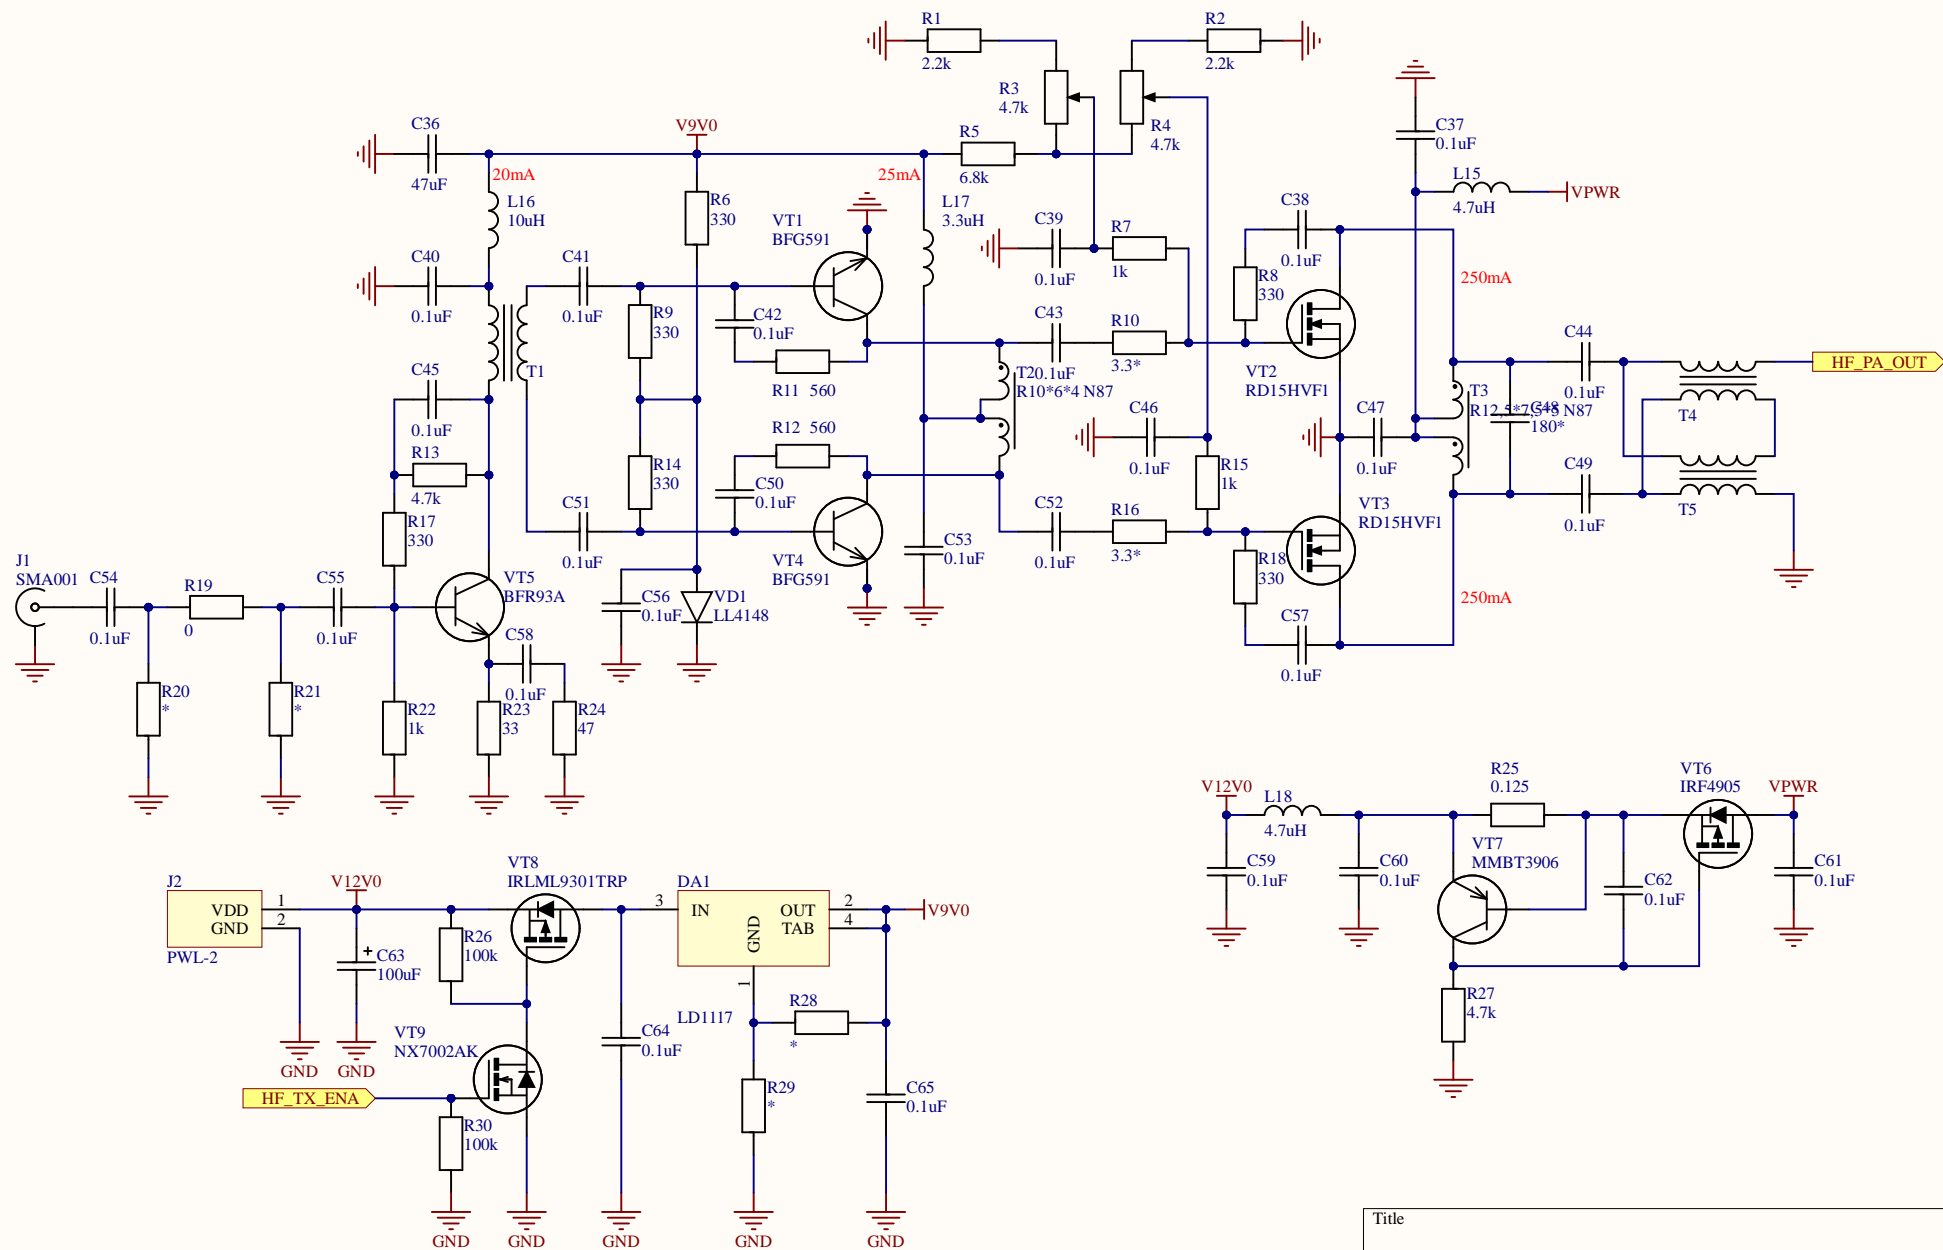 R1
2.2k
R2
2.2k
R3
4.7k
R4
4.7k
C36
47uF
V9V0
20mA
25mA
R5
6.8k
C37
0.1uF
L15
4.7uH
VPWR
L16
10uH
R6
330
VT1
BFG591
L17
3.3uH
C39
0.1uF
R7
1k
C38
0.1uF
R8
330
250mA
C40
0.1uF
C41
0.1uF
T1
R9
330
C42
0.1uF
R11 560
C43
0.1uF
R10
3.3*
T2
R10*6*4 N87
VT2
RD15HVF1
C44
0.1uF
HF_PA_OUT
T3
R12,5*7,5*5 N87
C48
180*
T4
C45
0.1uF
R13
4.7k
R12 560
R14
330
C50
0.1uF
C46
0.1uF
C47
0.1uF
R15
1k
C49
0.1uF
T5
R17
330
C51
0.1uF
VT4
BFG591
C53
0.1uF
C52
0.1uF
R16
3.3*
VT3
RD15HVF1
R18
330
250mA
C57
0.1uF
J1
SMA001
C54
0.1uF
R19
0
C55
0.1uF
VT5
BFR93A
C56
0.1uF
VD1
LL4148
C58
0.1uF
R20
*
R21
*
R22
1k
R23
33
R24
47
V12V0
L18
4.7uH
R25
0.125
VT6
IRF4905
VPWR
VT7
MMBT3906
C59
0.1uF
C60
0.1uF
C62
0.1uF
C61
0.1uF
R27
4.7k
J2
VDD
GND
1
2
PWL-2
V12V0
C63
+
100uF
GND
GND
R26
100k
VT8
IRLML9301TRP
VT9
NX7002AK
HF_TX_ENA
R30
100k
GND
GND
DA1
3
IN
GND
OUT
TAB
2
4
1
LD1117
V9V0
C64
0.1uF
GND
R28
*
R29
*
GND
C65
0.1uF
GND
Title